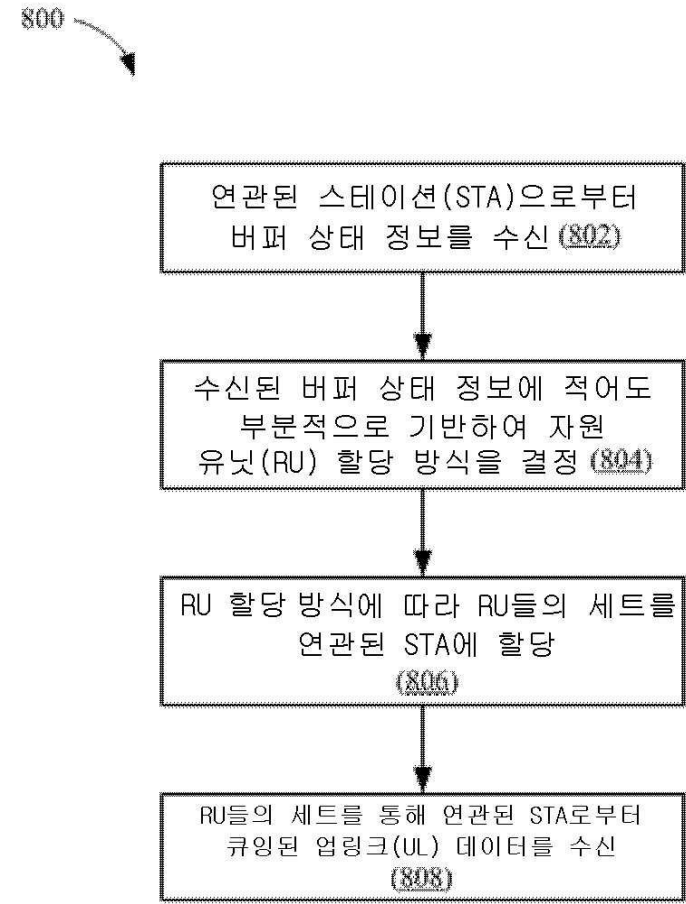 800
연관된 스테이션(STA)으로부터
버퍼 상태 정보를 수신 (802)
수신된 버퍼 상태 정보에 적어도
부분적으로 기반하여 자원
유닛(RU) 할당 방식을 결정 (804)
RU 할당 방식에 따라 RU들의 세트를
연관된 STA에 할당
(806)
RU들의 세트를 통해 연관된 STA로부터
큐잉된 업링크(UL) 데이터를 수신
(808)